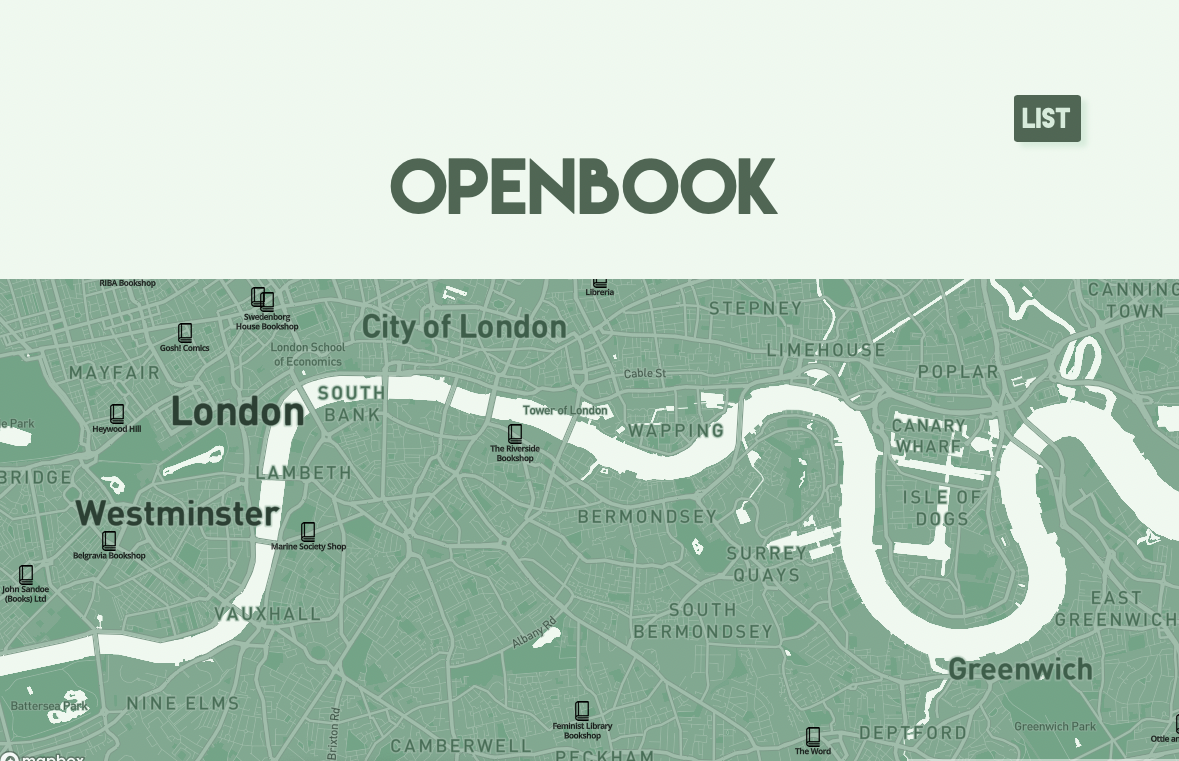 LIST
OPENBOOK
RIBA Bookshop
Libreria
CANNING
TOWN
STEPNEY
Swedenborg
House Bookshop
City of London
Gosh! Comics
London School
of Economics
LIMEHOUSE
MAYFAIR
Cable St
POPLAR
SOUTH
BANK
London
Heywood Hill
Tower of London
e Park
WAPPING
CANARY
WHARF
The Riverside
Bookshop
BRIDGE
LAMBETH
ISLE OF
DOGS
Westminster
BERMONDSEY
Marine Society Shop
Belgravia Bookshop
SURREY
QUAYS
John Sandoe
(Books) Ltd
EAST
GREENWICH
VAUXHALL
SOUTH
BERMONDSEY
Albany Rd
Greenwich
Battersea Park
NINE ELMS
Brixton Rd
Feminist Library
Bookshop
Greenwich Park
DEPTFORD
Ottie an
CAMBERWELL
The Word
PECKHAM
mapbox